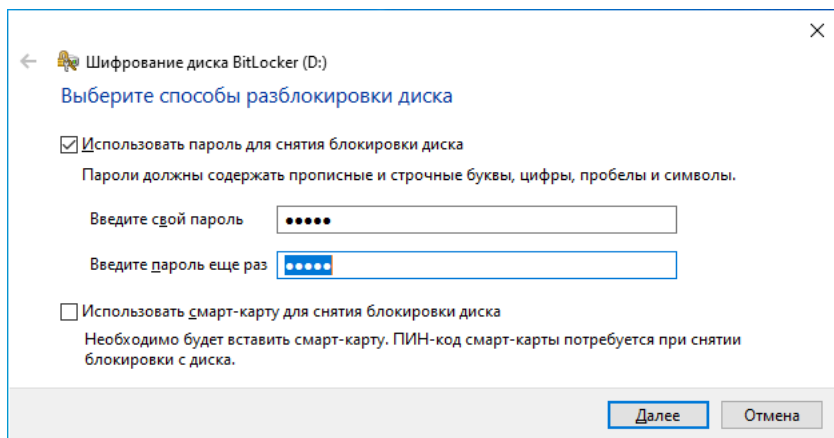 Шифрование диска BitLocker (D:)
Выберите способы разблокировки диска
Использовать пароль для снятия блокировки диска
Пароли должны содержать прописные и строчные буквы, цифры, пробелы и символы.
Введите свой пароль
Введите пароль еще раз
Использовать смарт-карту для снятия блокировки диска
Необходимо будет вставить смарт-карту. ПИН-код смарт-карты потребуется при снятии
блокировки с диска.
Далее
Отмена